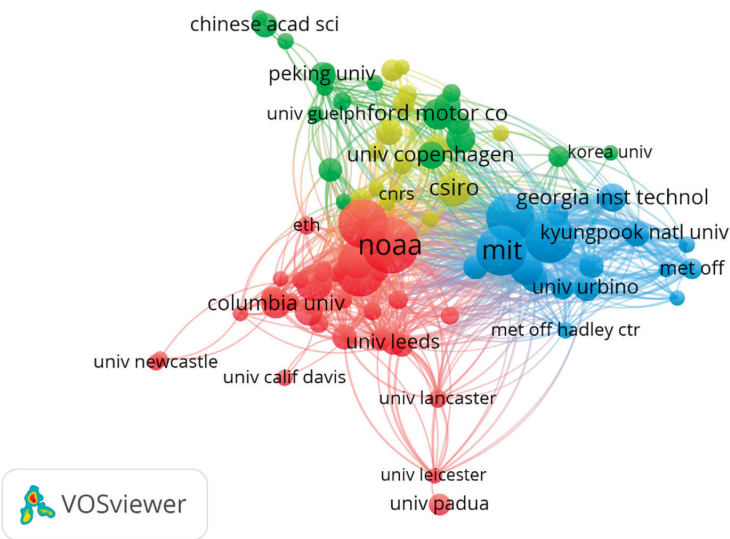 chinese acad sci
peking univ
univ guelph
ford motor co
univ copenhagen
korea univ
cnrs
csiro
georgia inst technol
eth
noaa
mit
kyungpook natl univ
met off
univ urbino
columbia univ
met off hadley ctr
univ leeds
univ newcastle
univ calif davis
univ lancaster
univ leicester
univ padua
VOSviewer